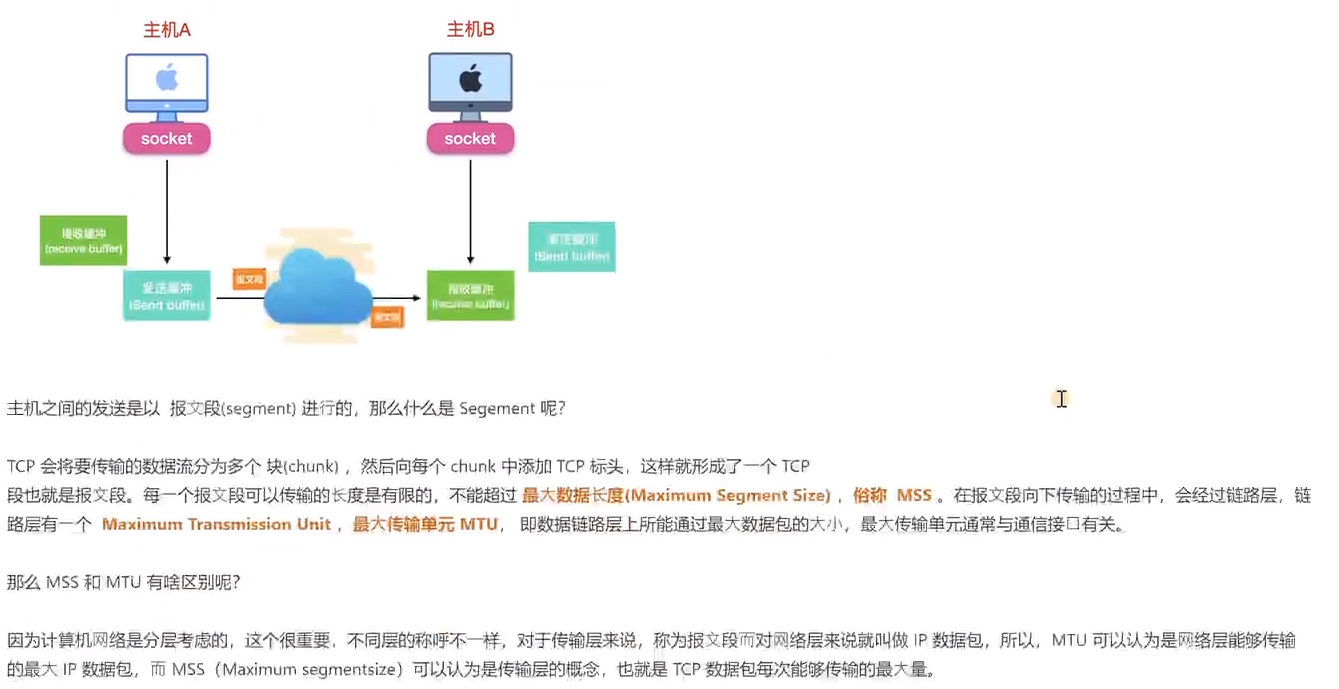 主机A
主机B
socket
socket
接收缓冲
(receive buffer)
发送缓冲
(Send buffer)
发送缓冲
(Send buffer)
报文段
接收缓冲
(receive buffer)
报文段
主机之间的发送是以 报文段(segment) 进行的，那么什么是 Segement 呢？
TCP 会将要传输的数据流分为多个 块(chunk) ，然后向每个 chunk 中添加 TCP 标头，这样就形成了一个 TCP
段也就是报文段。每一个报文段可以传输的长度是有限的，不能超过 最大数据长度(Maximum Segment Size) ，俗称 MSS 。在报文段向下传输的过程中，会经过链路层，链
路层有一个 Maximum Transmission Unit ，最大传输单元 MTU， 即数据链路层上所能通过最大数据包的大小，最大传输单元通常与通信接口有关。
那么 MSS 和 MTU 有啥区别呢？
因为计算机网络是分层考虑的，这个很重要，不同层的称呼不一样，对于传输层来说，称为报文段而对网络层来说就叫做 IP 数据包，所以，MTU 可以认为是网络层能够传输
的最大 IP 数据包，而 MSS（Maximum segmentsize）可以认为是传输层的概念，也就是 TCP 数据包每次能够传输的最大量。